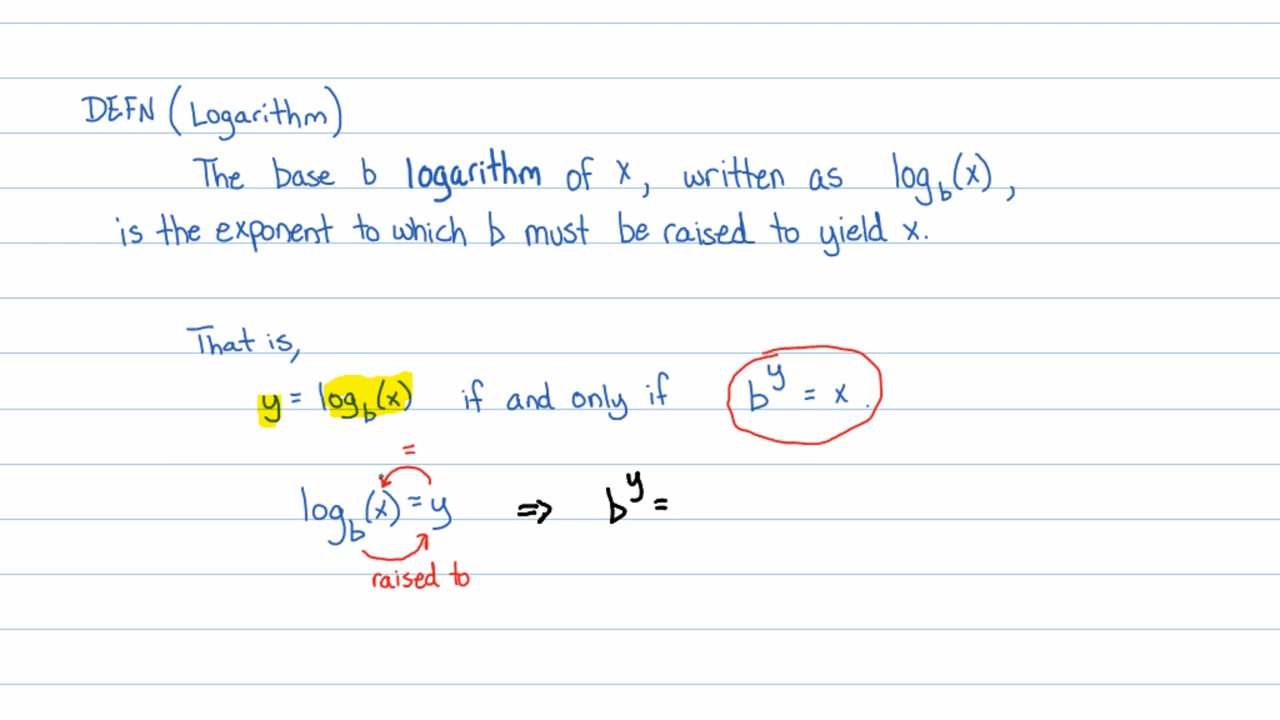 DEFN (Logarithm)
The base b logarithm of x, written as log_b(x),
is the exponent to which b must be raised to yield x.
That is,
y = log_b(x) if and only if b^y = x.
=
log_b(x) = y ⇒ b^y =
raised to